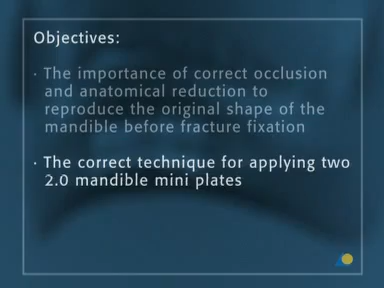 Objectives:
· The importance of correct occlusion
and anatomical reduction to
reproduce the original shape of the
mandible before fracture fixation
· The correct technique for applying two
2.0 mandible mini plates